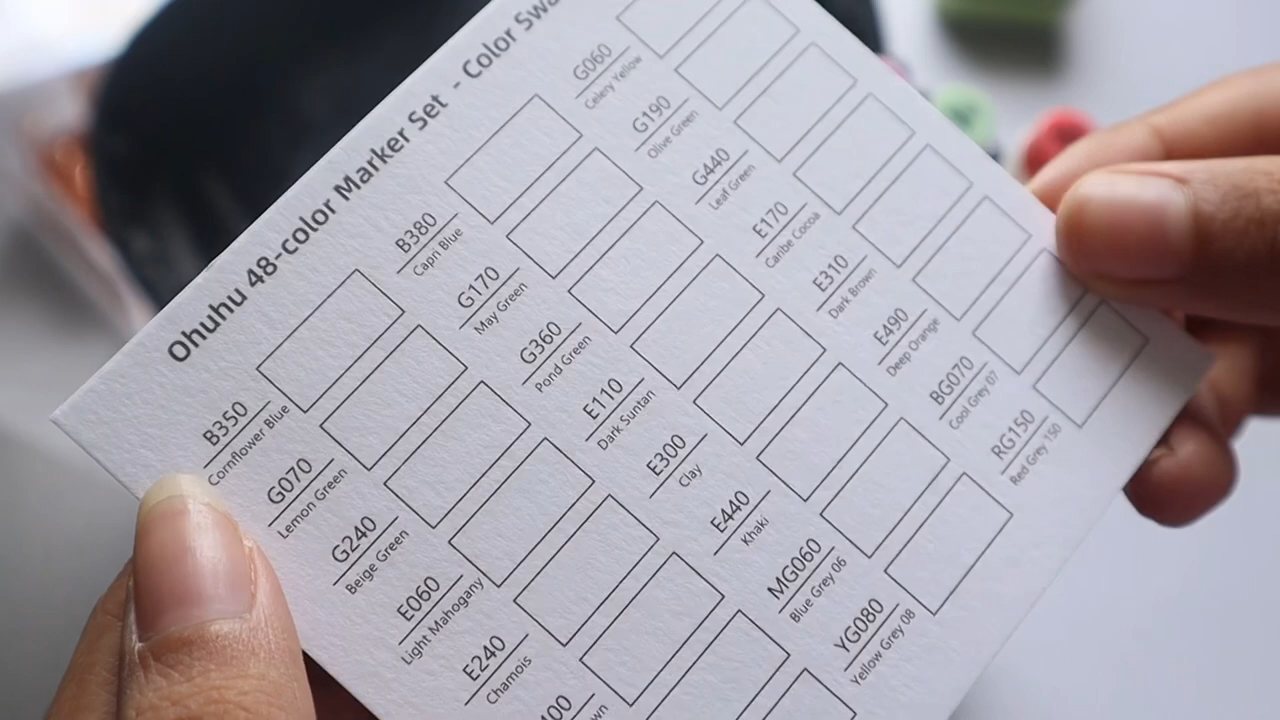 Ohuhu 48-color Marker Set - Color
B350
Cornflower Blue
B380
Capri Blue
G060
Celery Yellow
G070
Lemon Green
G170
May Green
G190
Olive Green
G240
Beige Green
G360
Pond Green
G440
Leaf Green
E060
Light Mahogany
E110
Dark Suntan
E170
Caribe Cocoa
E240
Chamois
E300
Clay
E310
Dark Brown
E440
Khaki
E490
Deep Orange
MG060
Blue Grey 06
BG070
Cool Grey 07
YG080
Yellow Grey 08
RG150
Red Grey 150